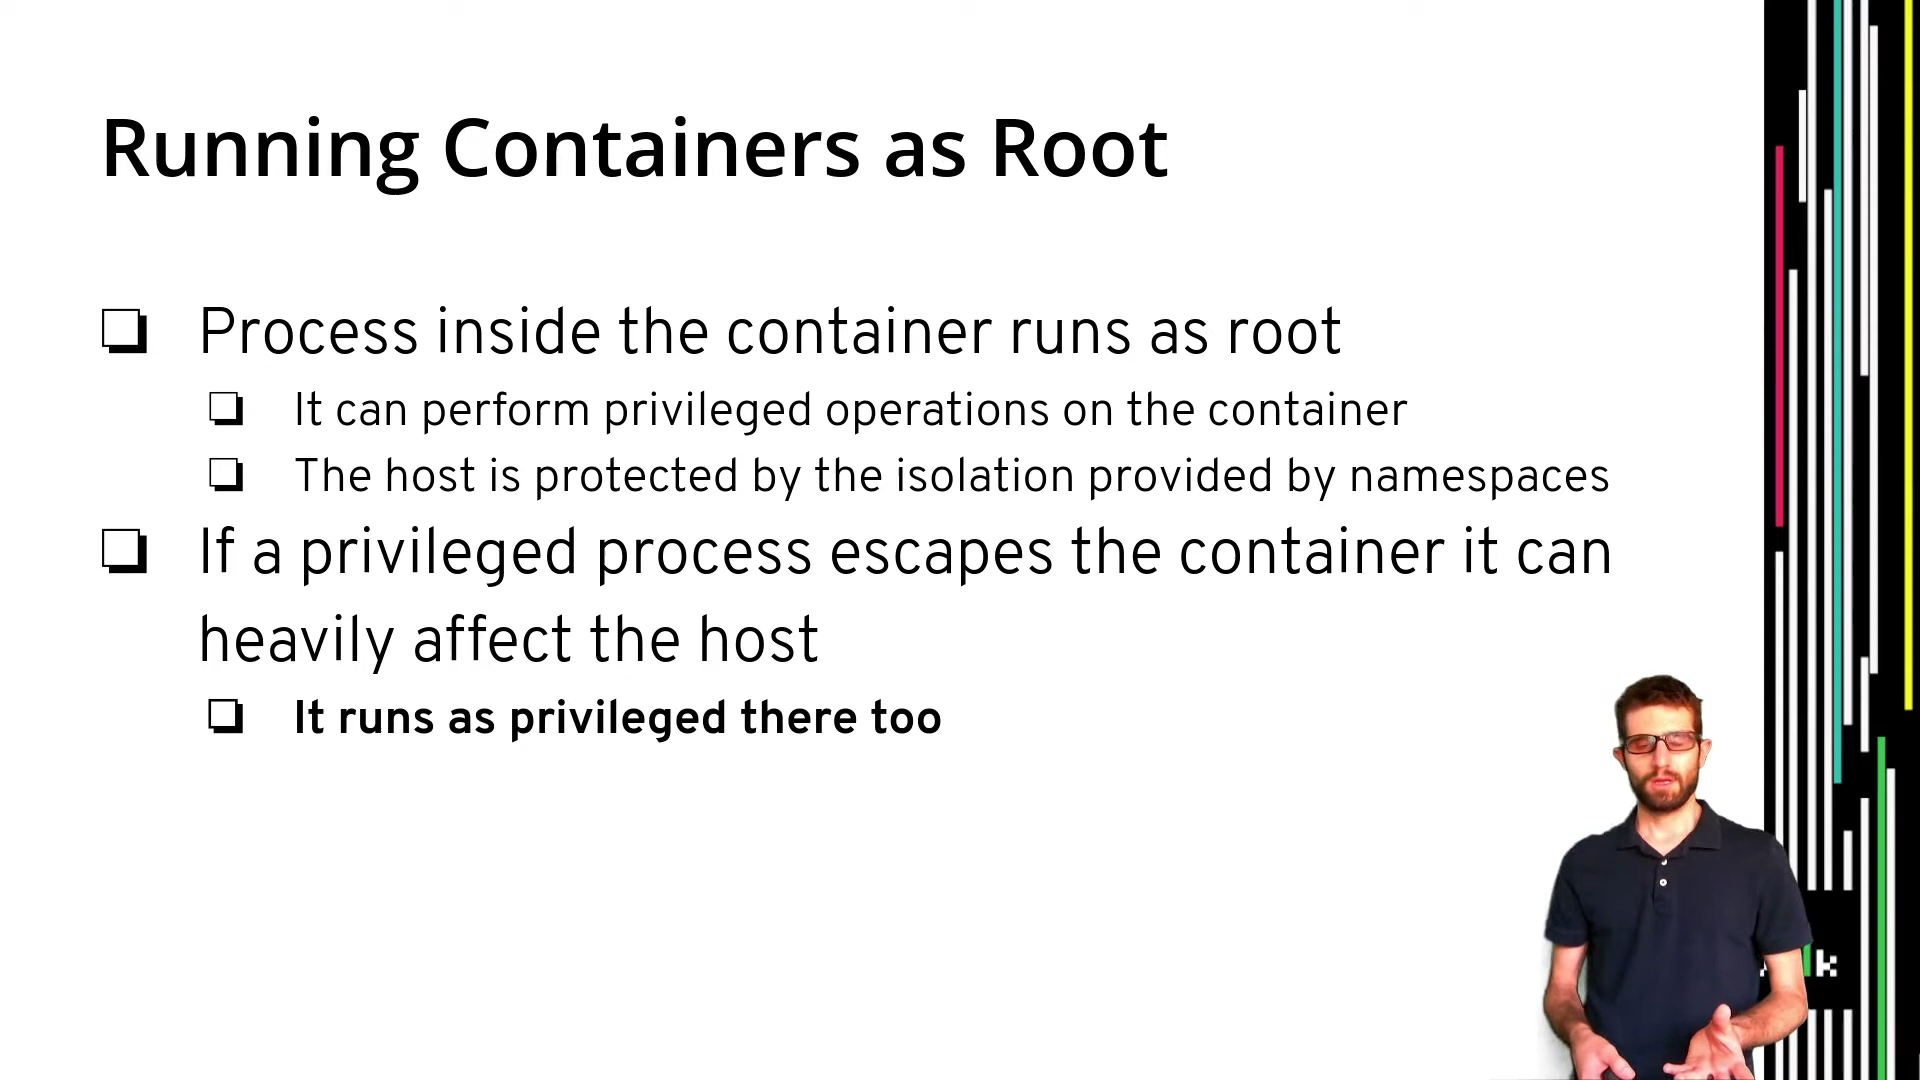 Running Containers as Root
Process inside the container runs as root
It can perform privileged operations on the container
The host is protected by the isolation provided by namespaces
If a privileged process escapes the container it can
heavily affect the host
It runs as privileged there too